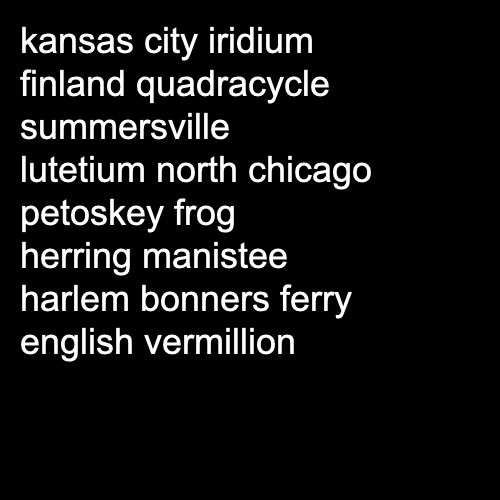 kansas city iridium
finland quadracycle
summersville
lutetium north chicago
petoskey frog
herring manistee
harlem bonners ferry
english vermillion